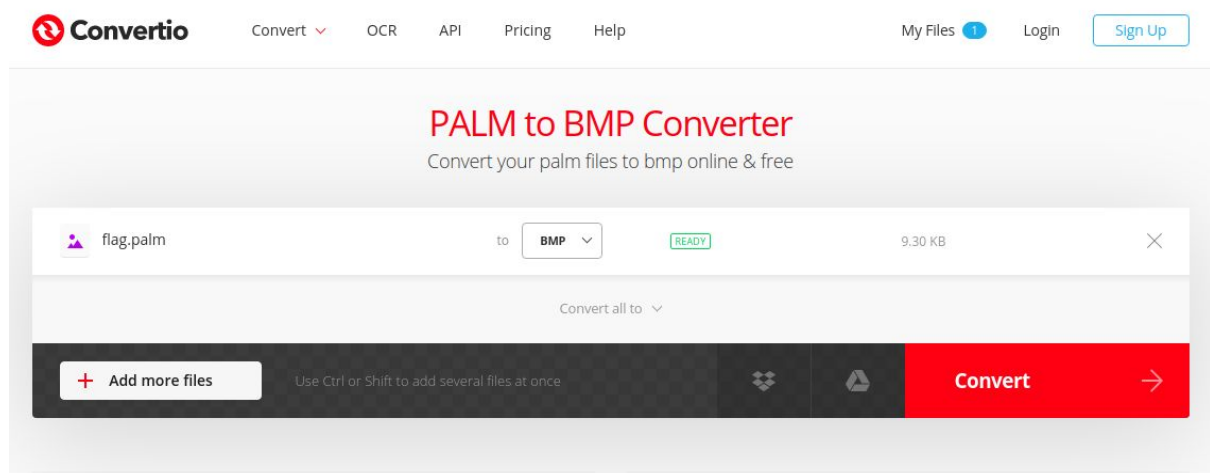 Convertio Convert OCR API Pricing Help My Files 1 Login Sign Up
PALM to BMP Converter
Convert your palm files to bmp online & free
flag.palm to BMP READY 9.30 KB
Convert all to
Add more files Use Ctrl or Shift to add several files at once Convert